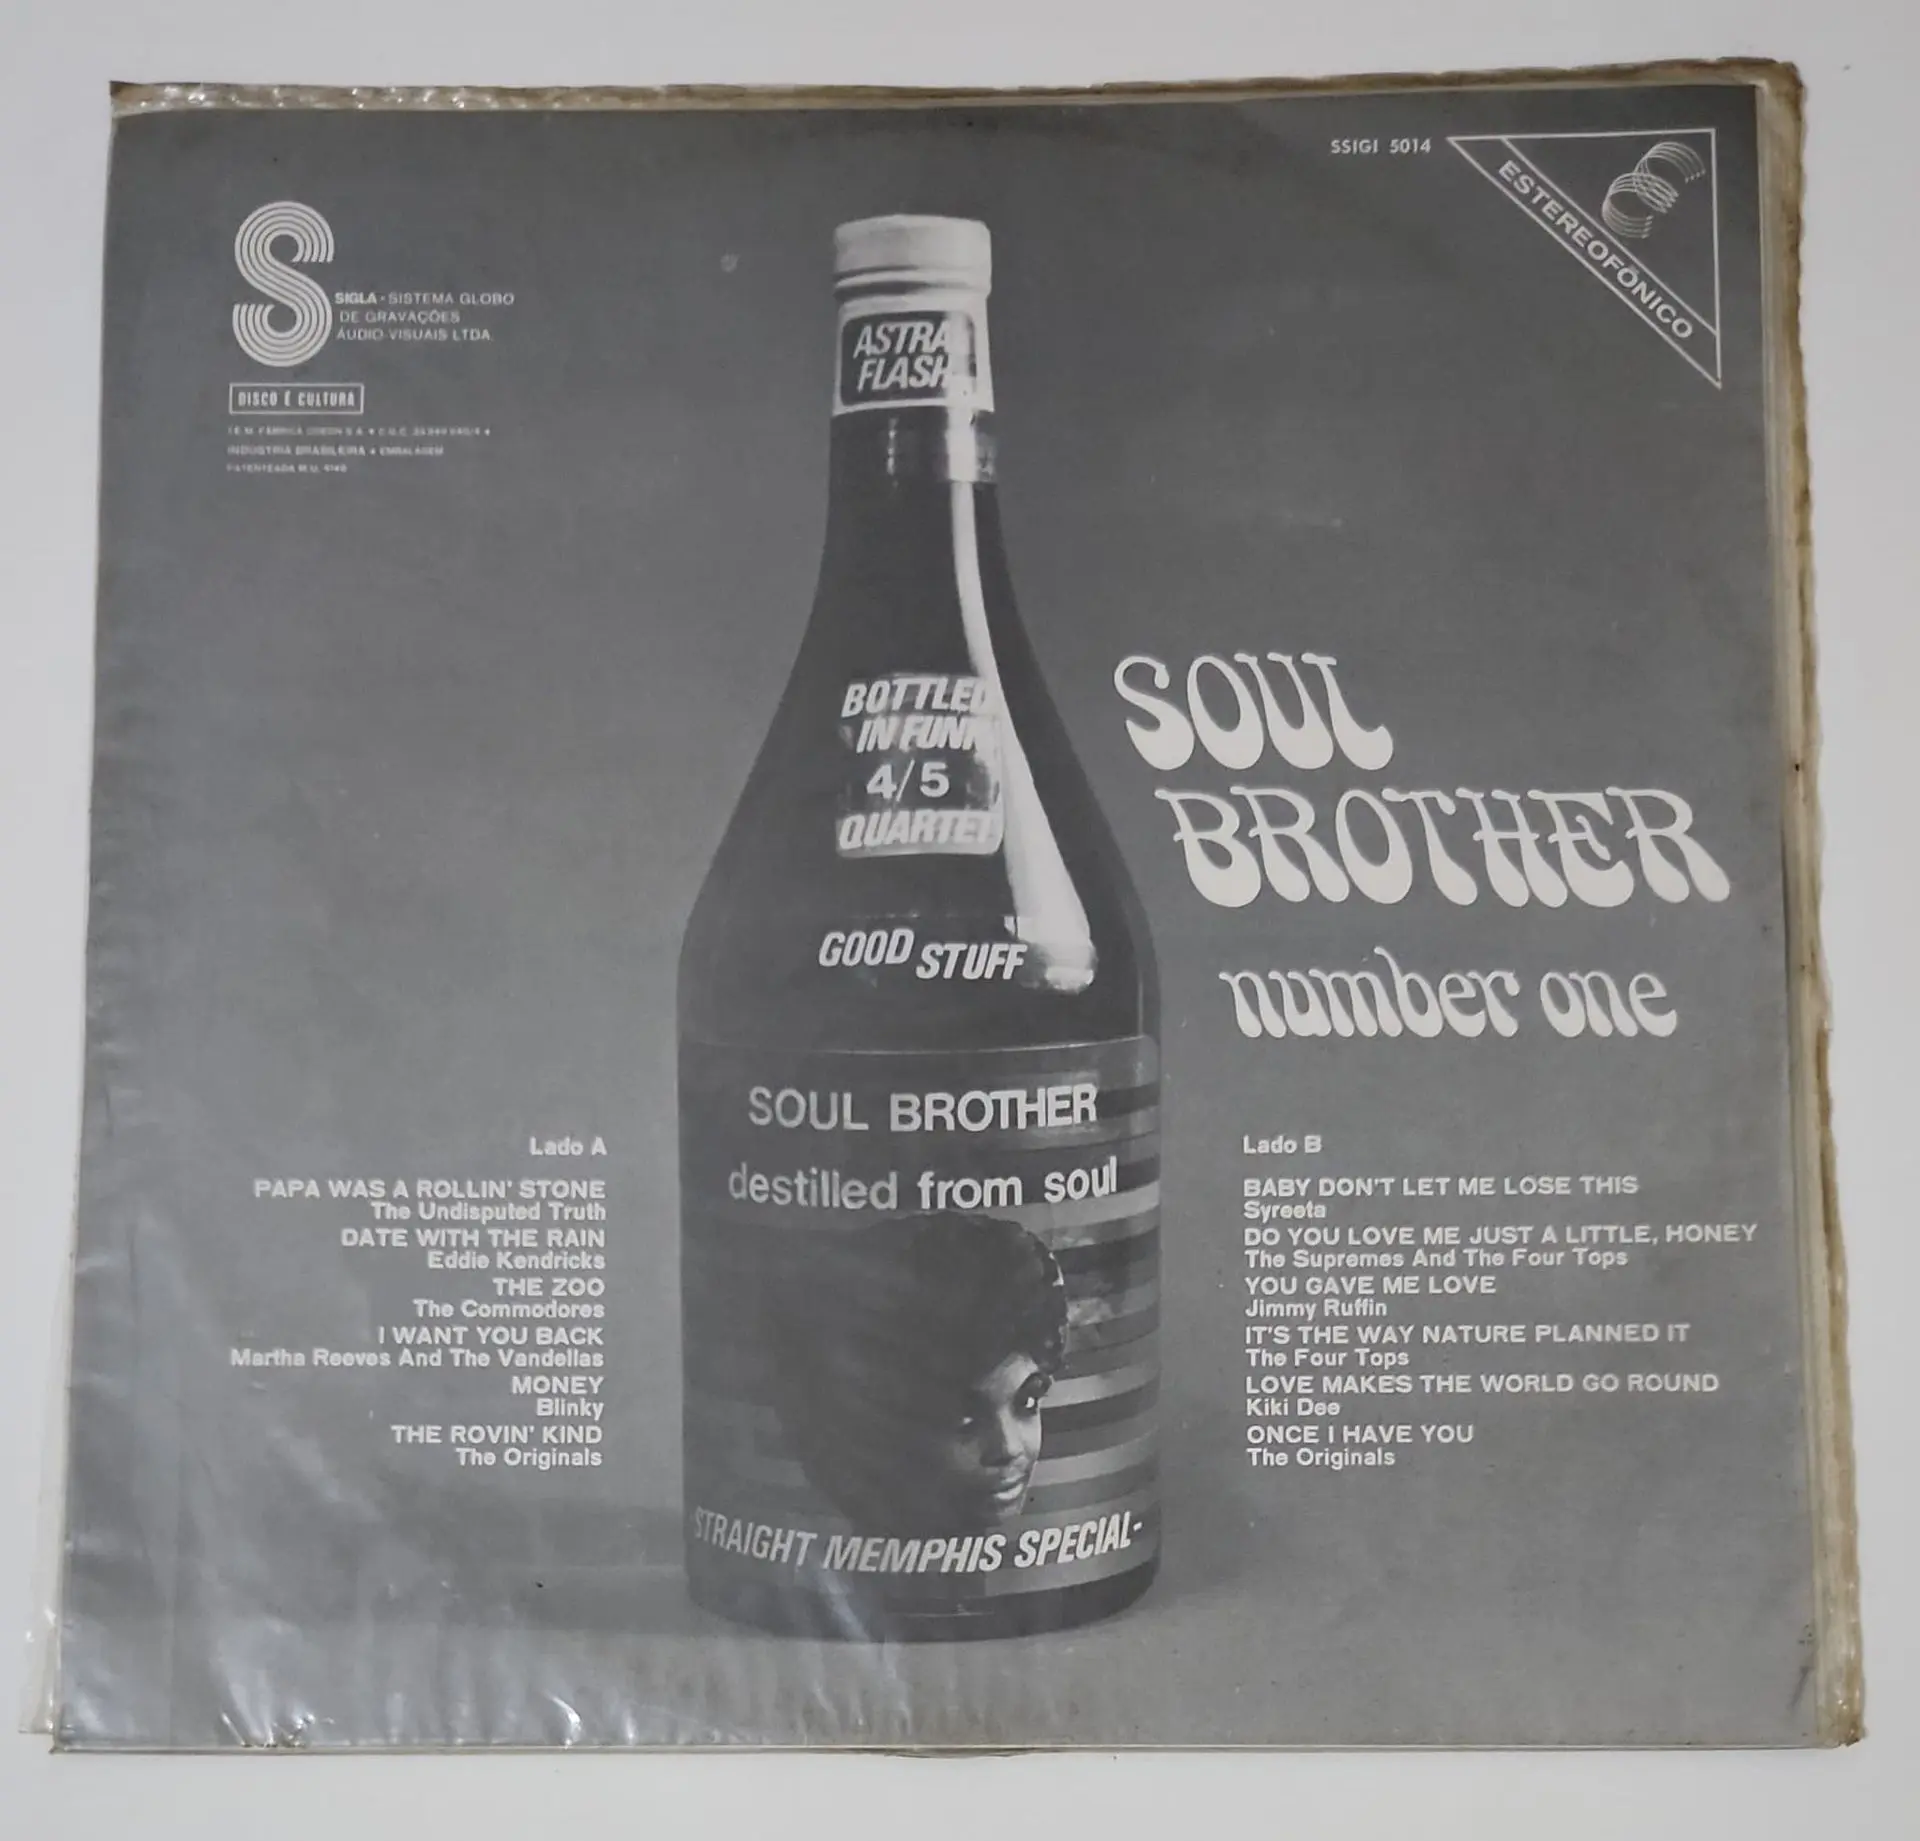 SSIGI 5014
ESTEREOFÔNICO
S
SIGLA - SISTEMA GLOBO
DE GRAVAÇÕES
ÁUDIO-VISUAIS LTDA.
DISCO É CULTURA
INDÚSTRIA BRASILEIRA • EMBALAGEM
PATENTEADA
ASTRA
FLASH
BOTTLED
IN FUNK
4/5
QUARTET
GOOD STUFF
SOUL BROTHER
destilled from soul
STRAIGHT MEMPHIS SPECIAL-
SOUL
BROTHER
number one
Lado A
PAPA WAS A ROLLIN' STONE
The Undisputed Truth
DATE WITH THE RAIN
Eddie Kendricks
THE ZOO
The Commodores
I WANT YOU BACK
Martha Reeves And The Vandellas
MONEY
Blinky
THE ROVIN' KIND
The Originals
Lado B
BABY DON'T LET ME LOSE THIS
Syreeta
DO YOU LOVE ME JUST A LITTLE, HONEY
The Supremes And The Four Tops
YOU GAVE ME LOVE
Jimmy Ruffin
IT'S THE WAY NATURE PLANNED IT
The Four Tops
LOVE MAKES THE WORLD GO ROUND
Kiki Dee
ONCE I HAVE YOU
The Originals